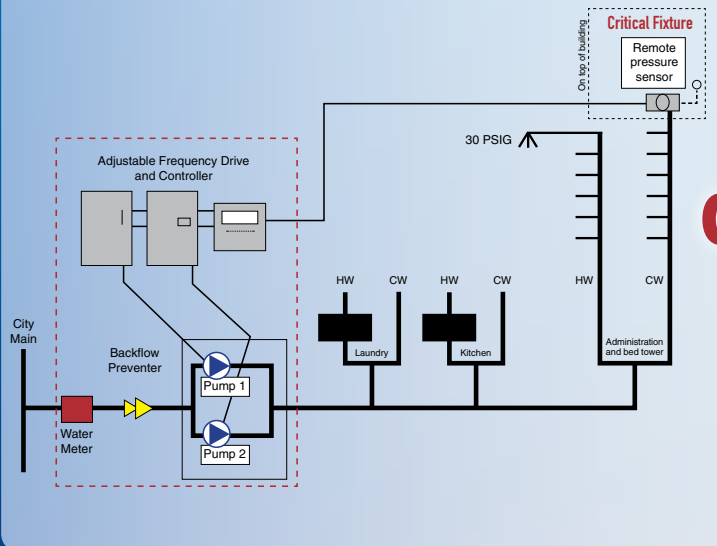 Critical Fixture
On top of building
Remote
pressure
sensor
30 PSIG
Adjustable Frequency Drive
and Controller
HW
CW
HW
CW
HW
CW
City
Main
Backflow
Preventer
Laundry
Kitchen
Administration
and bed tower
Pump 1
Water
Meter
Pump 2